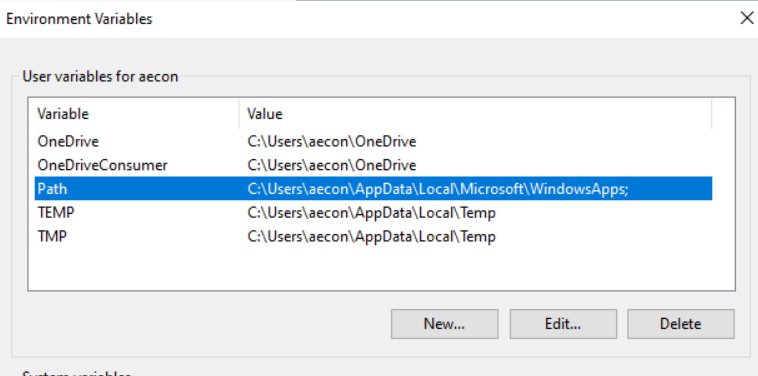 Environment Variables
User variables for aecon
Variable Value
OneDrive C:\Users\aecon\OneDrive
OneDriveConsumer C:\Users\aecon\OneDrive
Path C:\Users\aecon\AppData\Local\Microsoft\WindowsApps;
TEMP C:\Users\aecon\AppData\Local\Temp
TMP C:\Users\aecon\AppData\Local\Temp
New... Edit... Delete
System variables